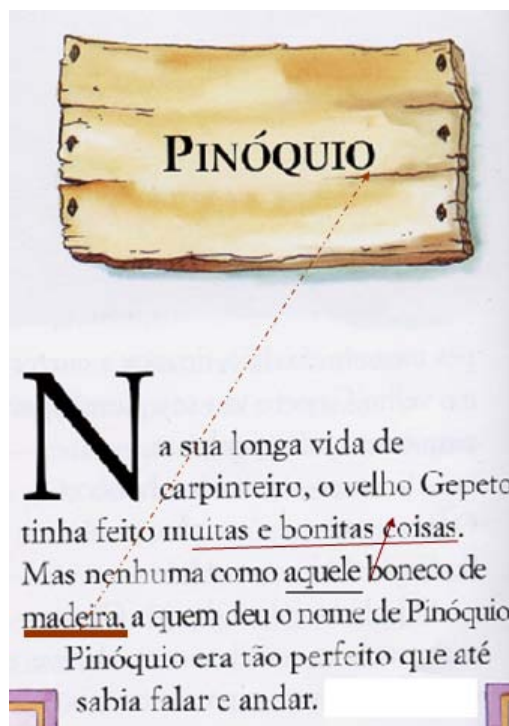 PINÓQUIO
Na sua longa vida de
carpinteiro, o velho Gepeto
tinha feito muitas e bonitas coisas.
Mas nenhuma como aquele boneco de
madeira, a quem deu o nome de Pinóquio
Pinóquio era tão perfeito que até
sabia falar e andar.